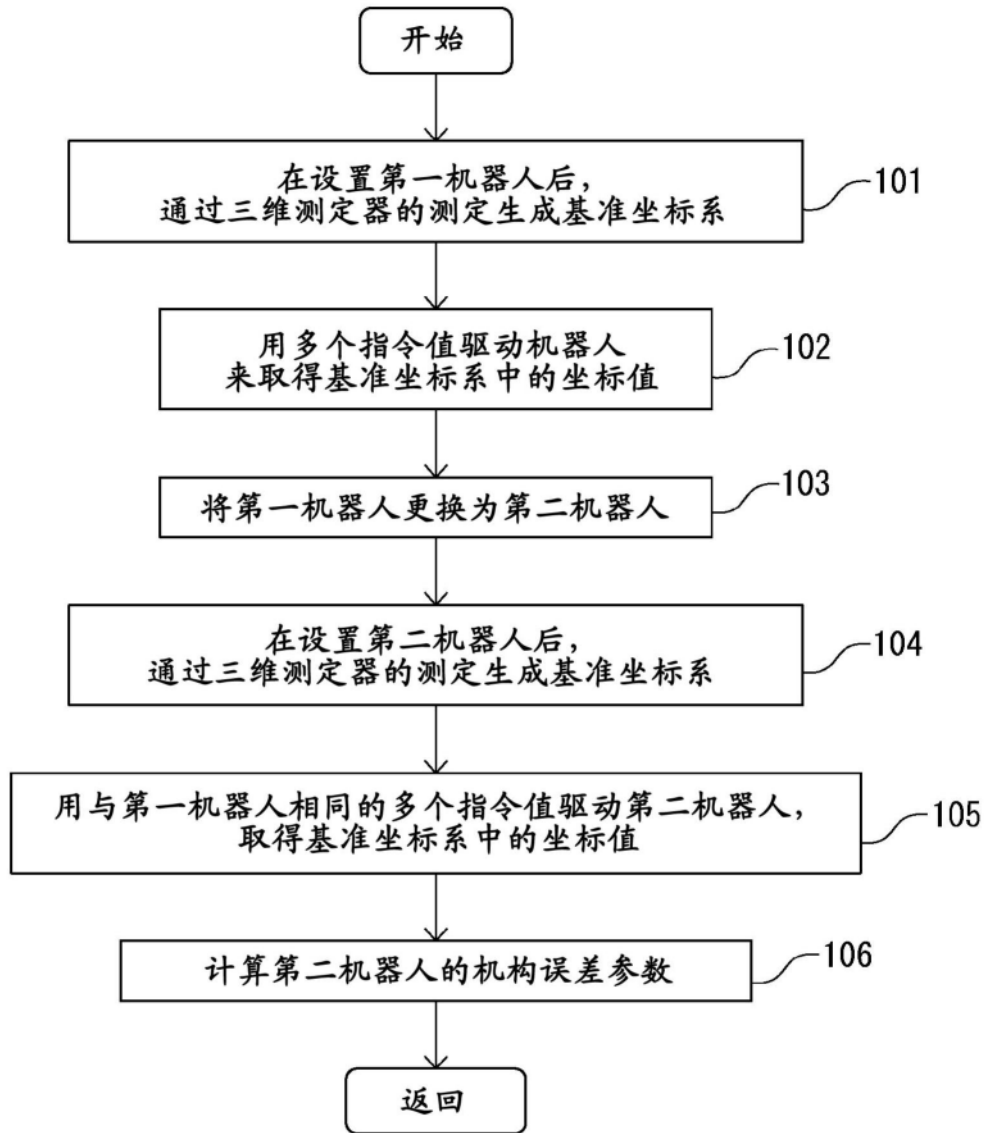 开始
在设置第一机器人后，
通过三维测定器的测定生成基准坐标系
101
用多个指令值驱动机器人
来取得基准坐标系中的坐标值
102
将第一机器人更换为第二机器人
103
在设置第二机器人后，
通过三维测定器的测定生成基准坐标系
104
用与第一机器人相同的多个指令值驱动第二机器人，
取得基准坐标系中的坐标值
105
计算第二机器人的机构误差参数
106
返回